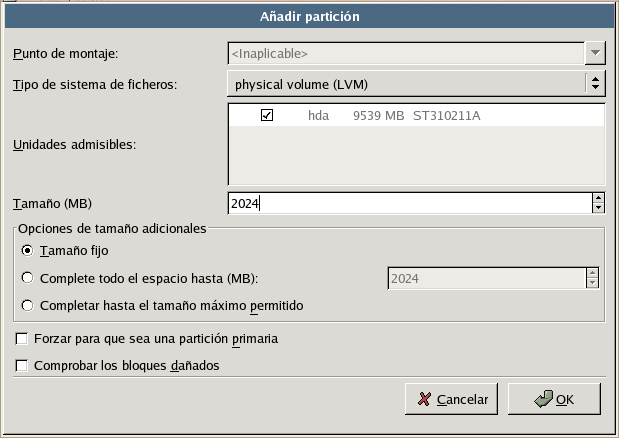 Añadir partición
Punto de montaje: <Inaplicable>
Tipo de sistema de ficheros: physical volume (LVM)
hda 9539 MB ST310211A
Unidades admisibles:
Tamaño (MB) 2024
Opciones de tamaño adicionales
Tamaño fijo
Complete todo el espacio hasta (MB): 2024
Completar hasta el tamaño máximo permitido
Forzar para que sea una partición primaria
Comprobar los bloques dañados
Cancelar OK